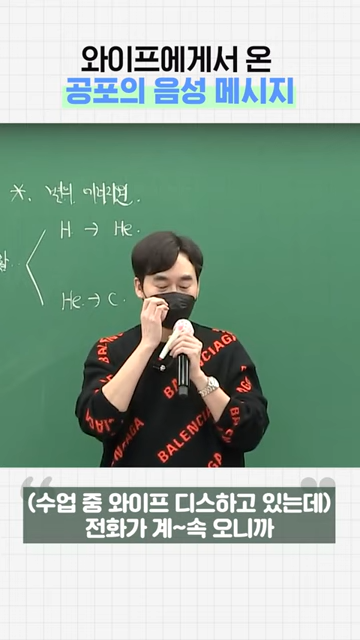 와이프에게서 온
공포의 음성 메시지
H → He.
He → C.
BALENCIAGA
BALENCIAGA
BALENCIAGA
(수업 중 와이프 디스하고 있는데)
전화가 계~속 오니까